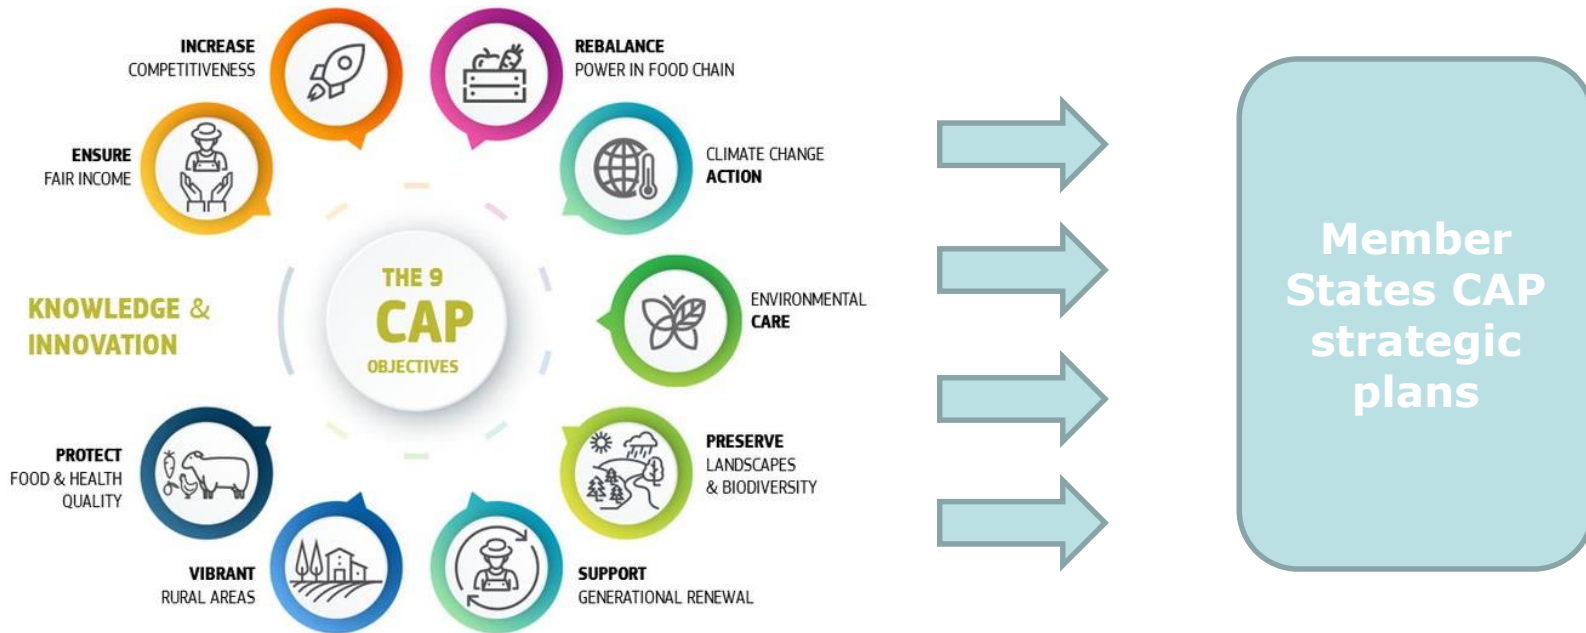 INCREASE
COMPETITIVENESS
REBALANCE
POWER IN FOOD CHAIN
ENSURE
FAIR INCOME
CLIMATE CHANGE
ACTION
THE 9
CAP
OBJECTIVES
KNOWLEDGE &
INNOVATION
ENVIRONMENTAL
CARE
PROTECT
FOOD & HEALTH
QUALITY
PRESERVE
LANDSCAPES
& BIODIVERSITY
VIBRANT
RURAL AREAS
SUPPORT
GENERATIONAL RENEWAL
Member
States CAP
strategic
plans